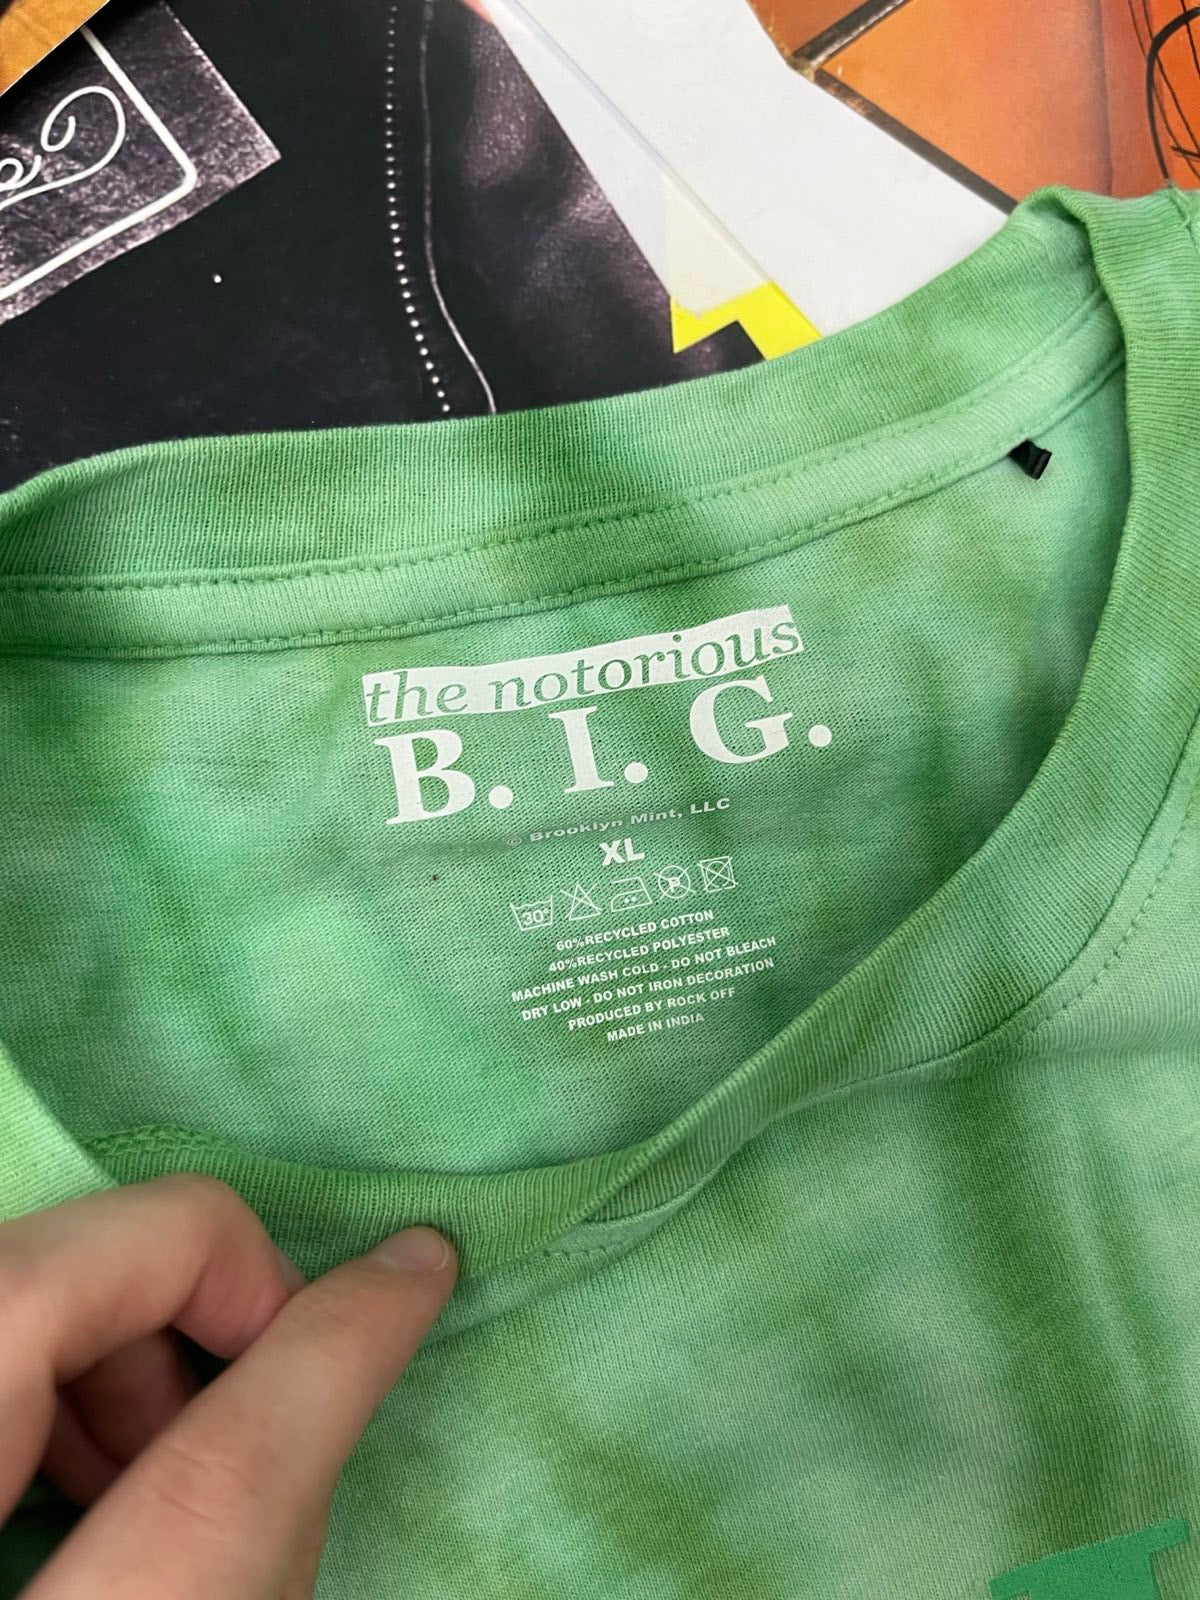 the notorious
B. I. G.
© Brooklyn Mint, LLC
XL
30°
P
60%RECYCLED COTTON
40%RECYCLED POLYESTER
MACHINE WASH COLD - DO NOT BLEACH
DRY LOW - DO NOT IRON DECORATION
PRODUCED BY ROCK OFF
MADE IN INDIA